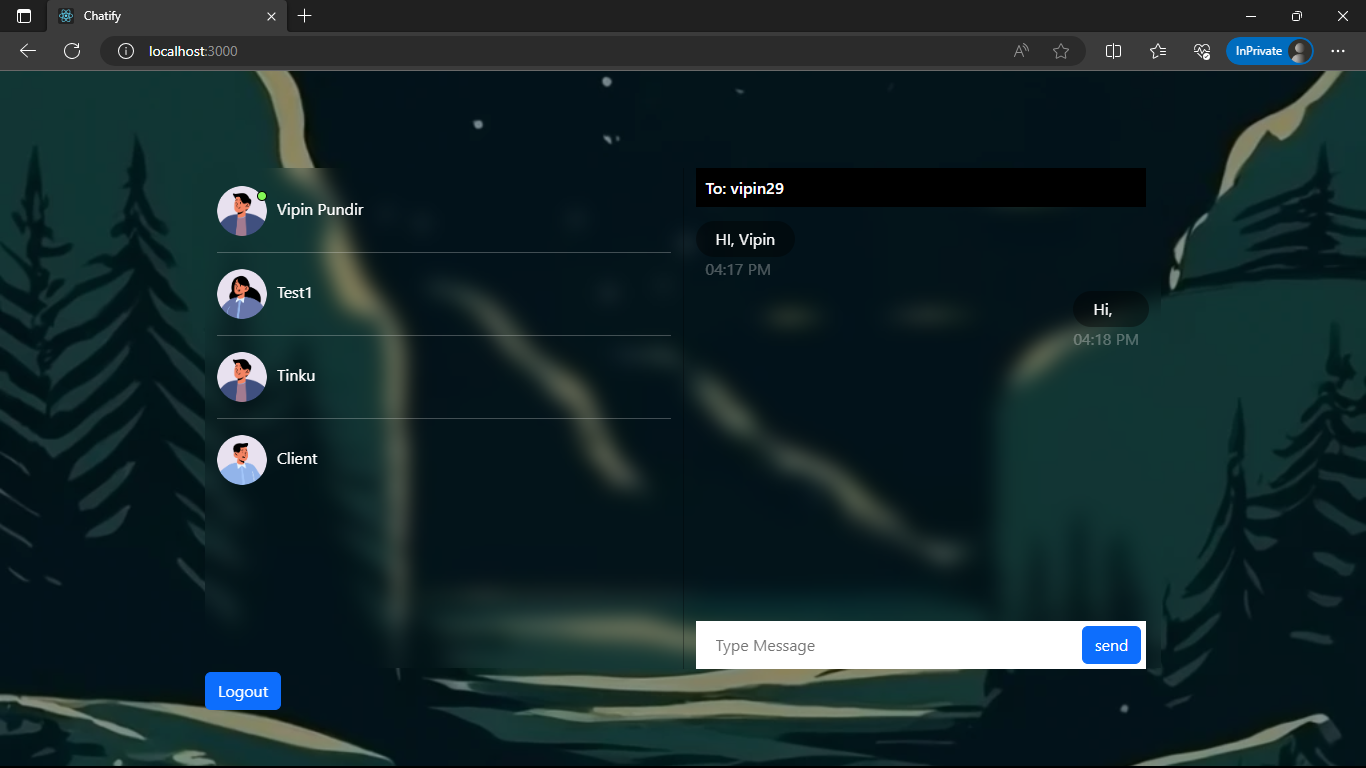 Chatify
localhost:3000
InPrivate
Vipin Pundir
Test1
Tinku
Client
Logout
To: vipin29
HI, Vipin
04:17 PM
Hi,
04:18 PM
Type Message
send